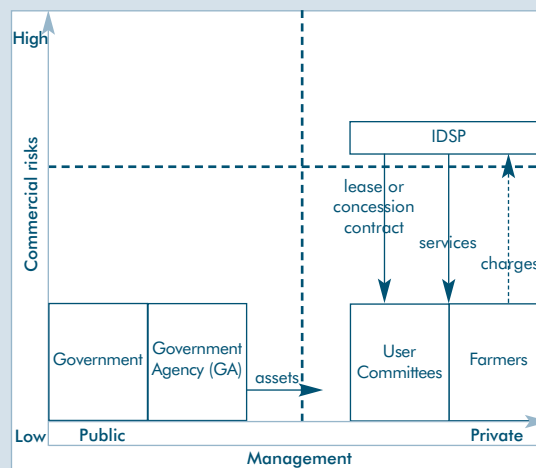 High
Commercial risks
IDSP
lease or
concession
contract
services
charges
Government
Government
Agency (GA)
assets
User
Committees
Farmers
Low
Public
Private
Management